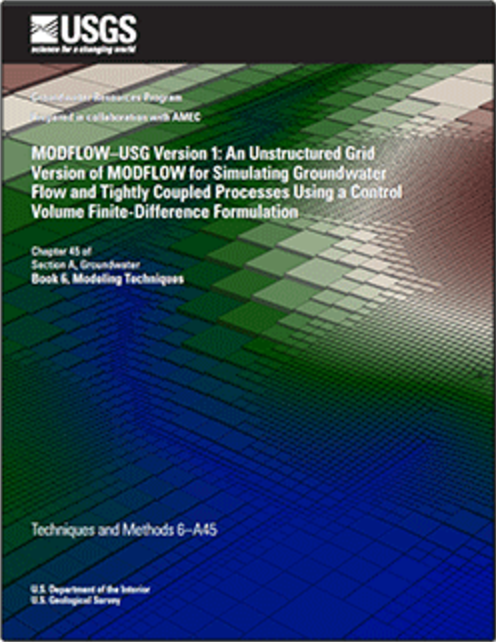 USGS
science for a changing world
Groundwater Resources Program
Prepared in collaboration with AMEC
MODFLOW–USG Version 1: An Unstructured Grid
Version of MODFLOW for Simulating Groundwater
Flow and Tightly Coupled Processes Using a Control
Volume Finite-Difference Formulation
Chapter 45 of
Section A, Groundwater
Book 6, Modeling Techniques
Techniques and Methods 6–A45
U.S. Department of the Interior
U.S. Geological Survey